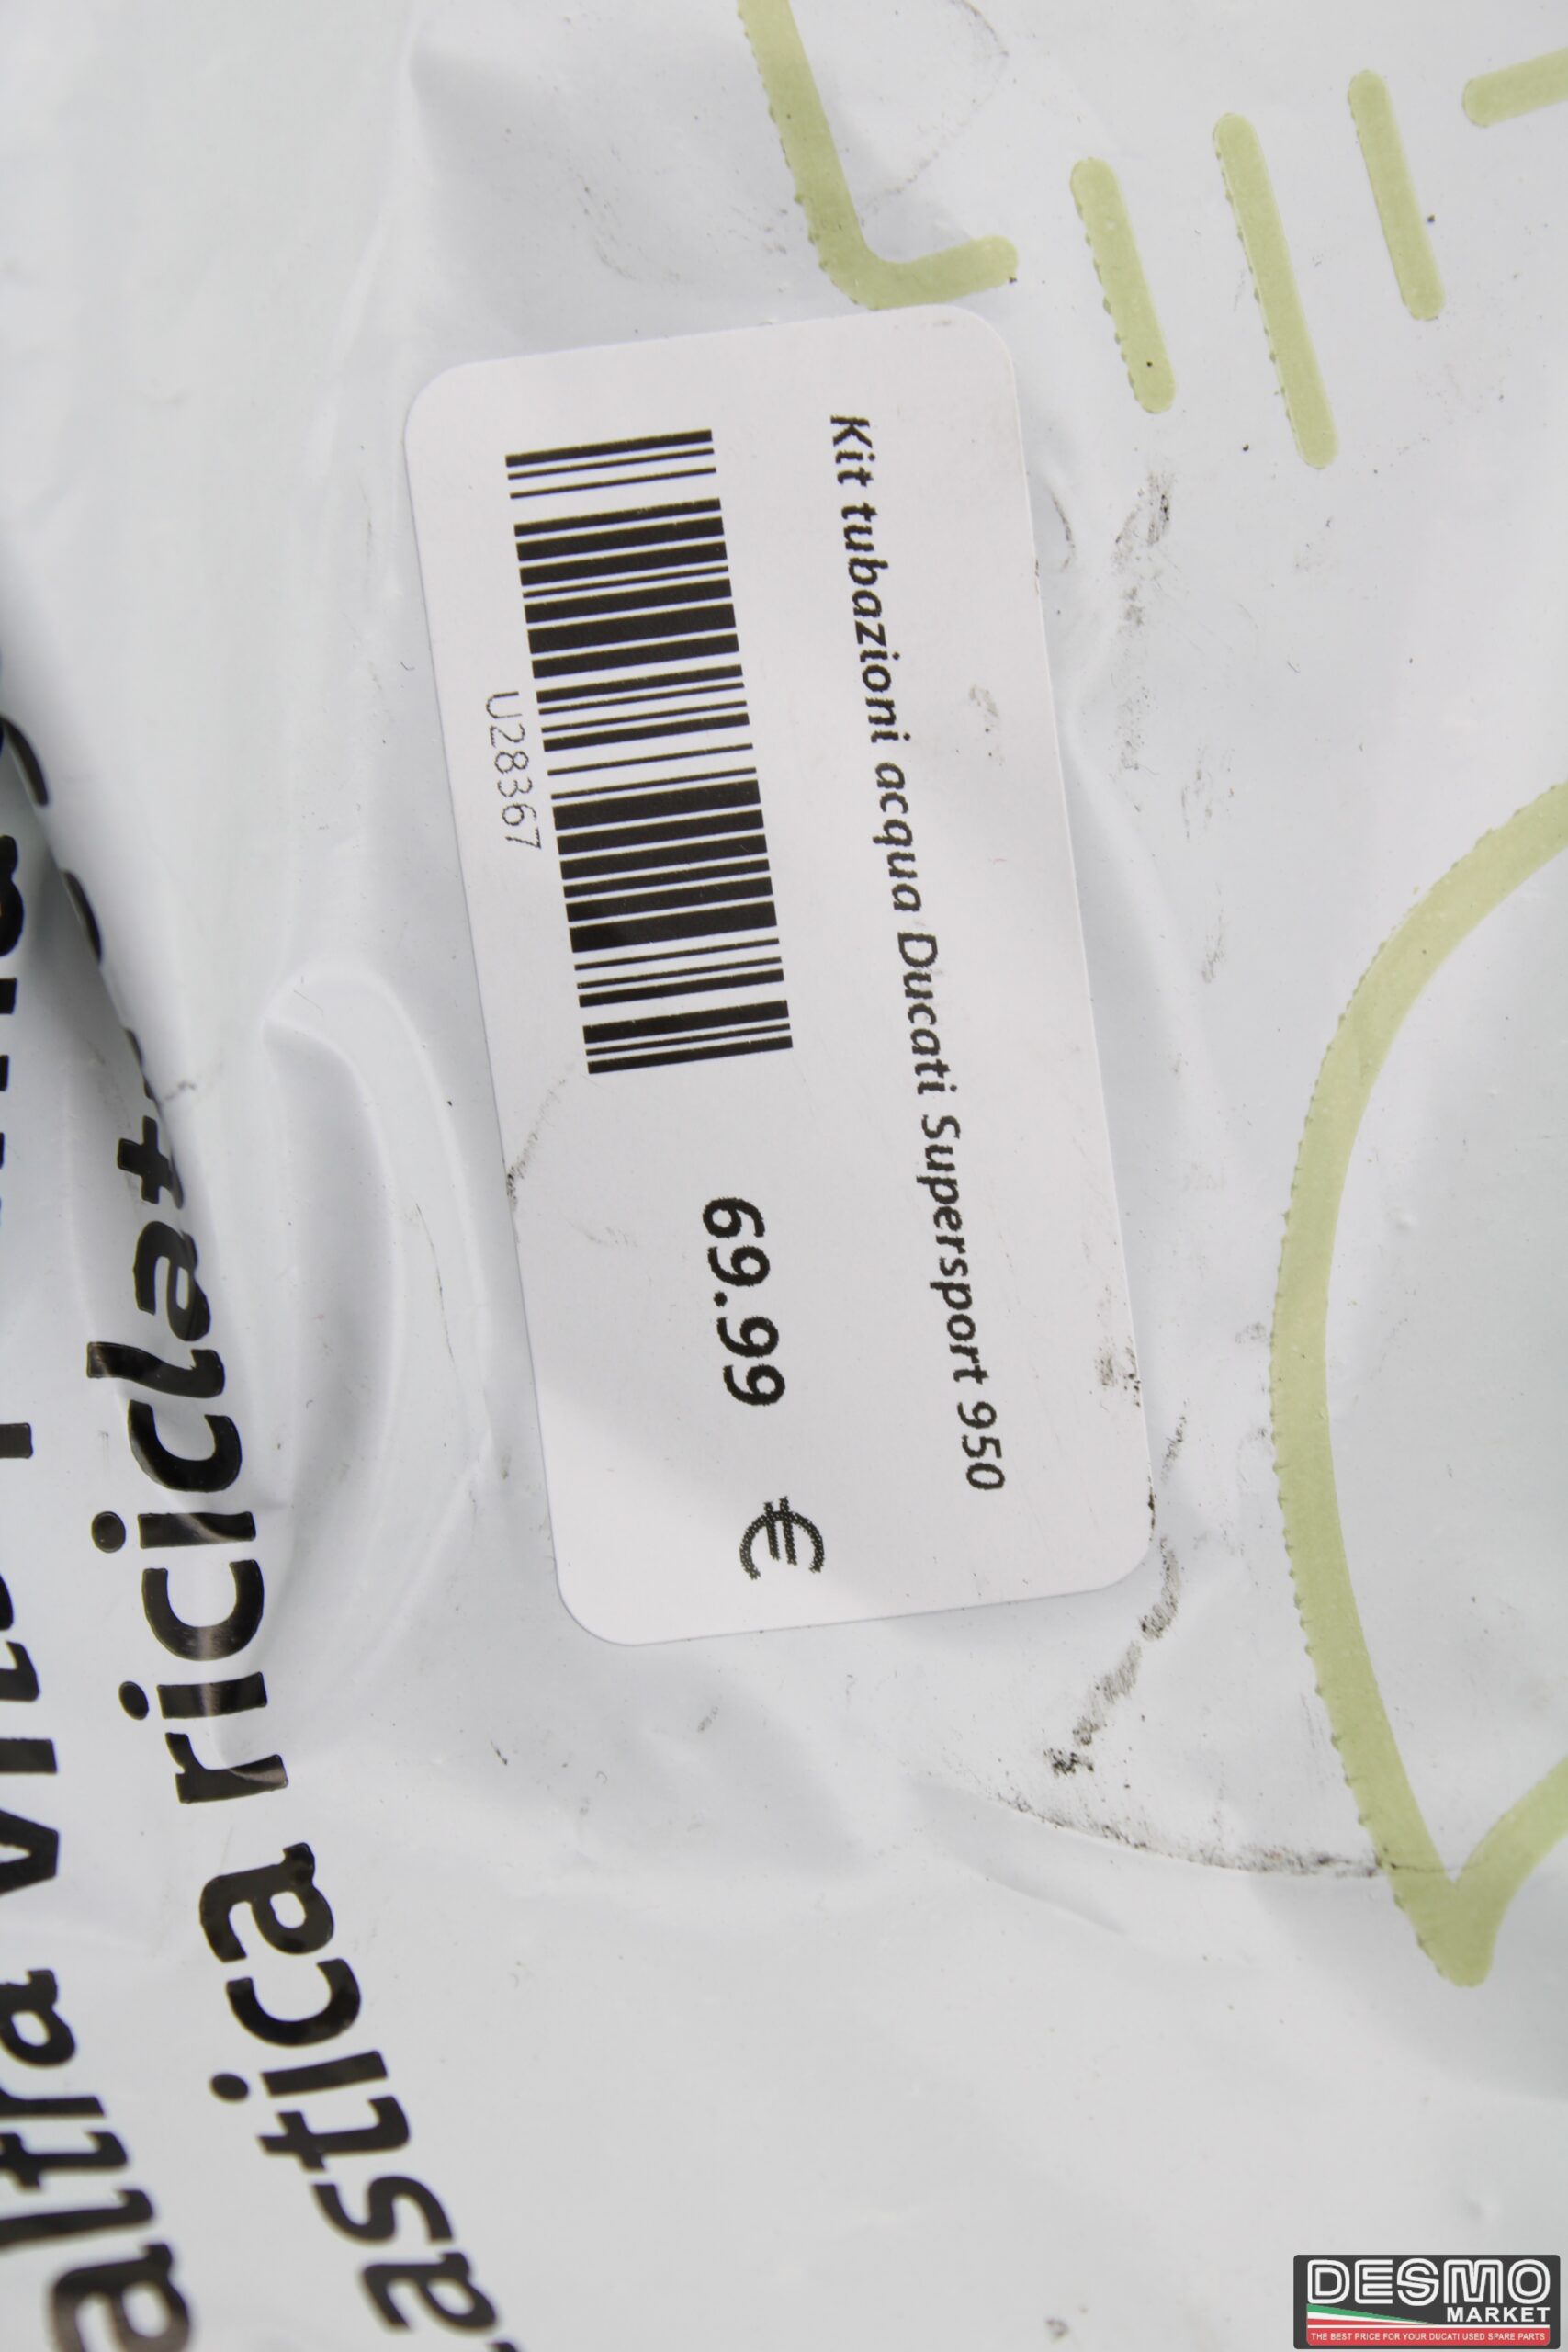 Kit tubazioni acqua Ducati Supersport 950
U28367
69.99 €
altra
riciclat
astica
DESMO
MARKET
THE BEST PRICE FOR YOUR DUCATI USED SPARE PARTS